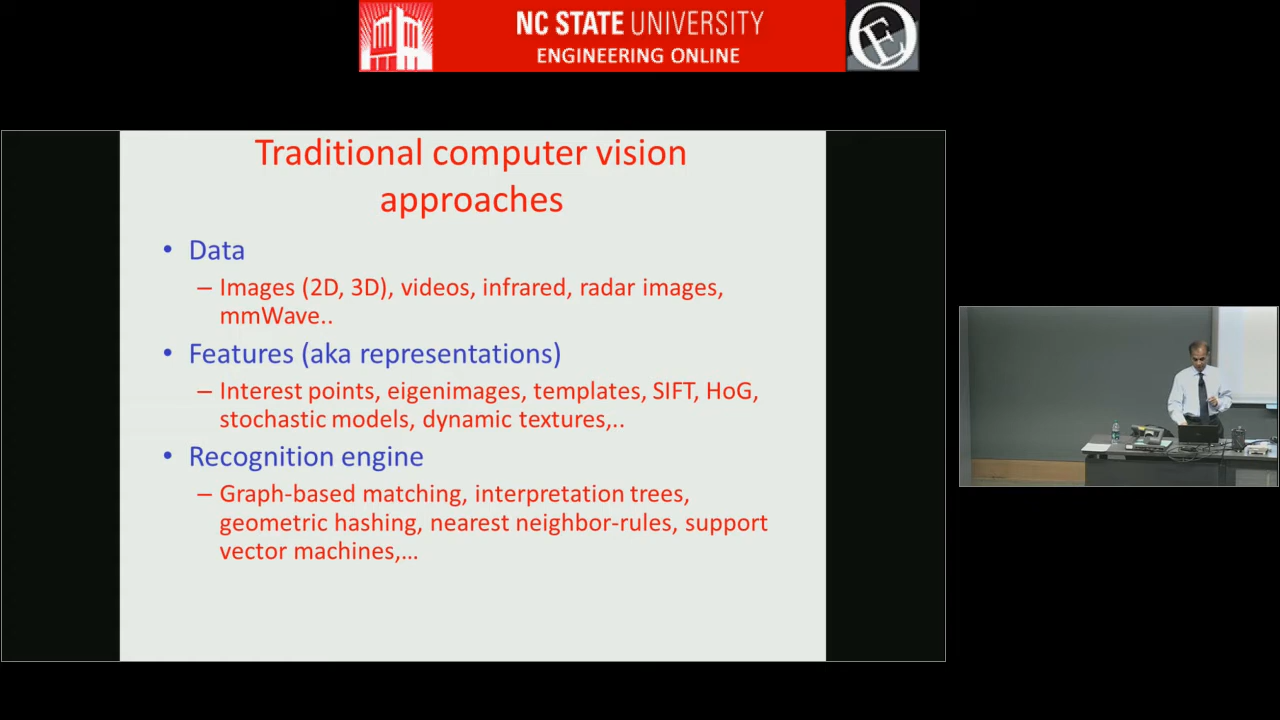 NC STATE UNIVERSITY
ENGINEERING ONLINE
Traditional computer vision
approaches
• Data
– Images (2D, 3D), videos, infrared, radar images,
mmWave..
• Features (aka representations)
– Interest points, eigenimages, templates, SIFT, HoG,
stochastic models, dynamic textures,..
• Recognition engine
– Graph-based matching, interpretation trees,
geometric hashing, nearest neighbor-rules, support
vector machines,...